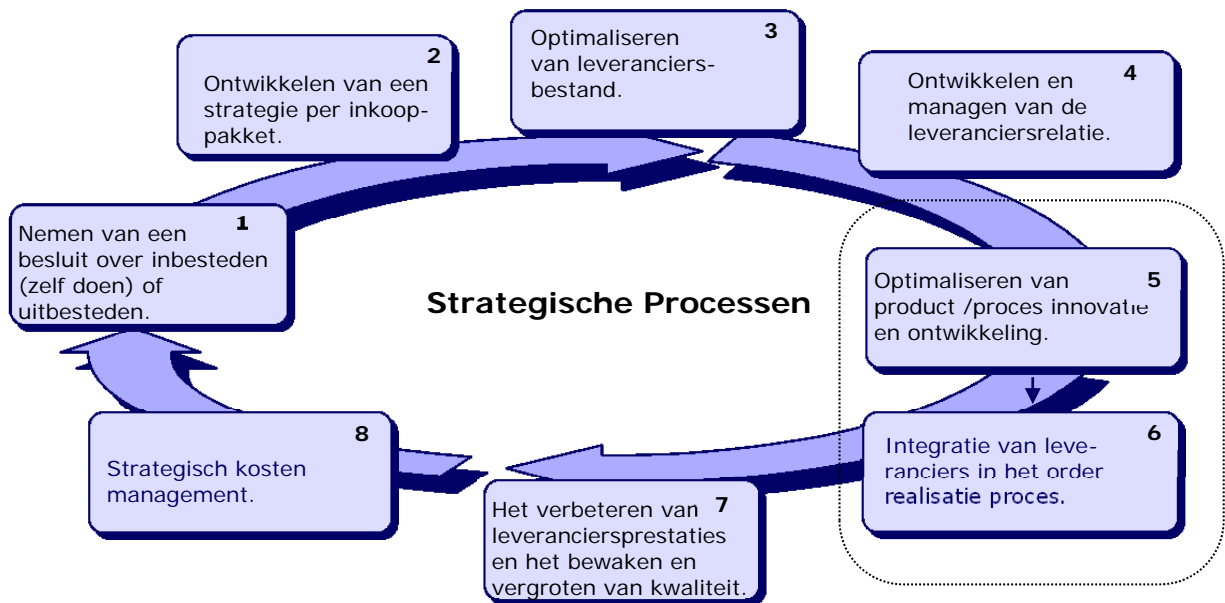 1
Nemen van een
besluit over inbesteden
(zelf doen) of
uitbesteden.
2
Ontwikkelen van een
strategie per inkoop-
pakket.
3
Optimaliseren
van leveranciers-
bestand.
4
Ontwikkelen en
managen van de
leveranciersrelatie.
Strategische Processen
5
Optimaliseren van
product /proces innovatie
en ontwikkeling.
6
Integratie van leve-
ranciers in het order
realisatie proces.
7
Het verbeteren van
leveranciersprestaties
en het bewaken en
vergroten van kwaliteit.
8
Strategisch kosten
management.